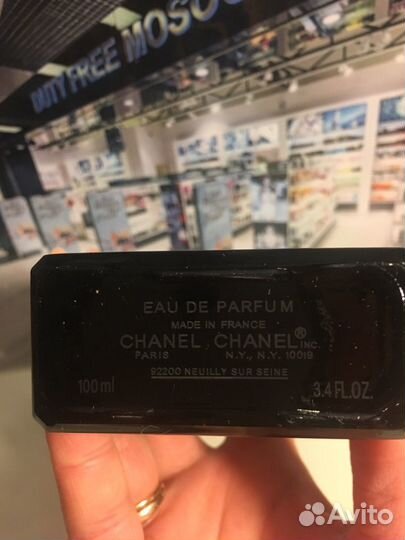 DUTY FREE MOSCOW
EAU DE PARFUM
MADE IN FRANCE
CHANEL, CHANEL® INC.
PARIS N.Y., N.Y. 10019
92200 NEUILLY SUR SEINE
100 ml 3.4 FL.OZ.
Avito